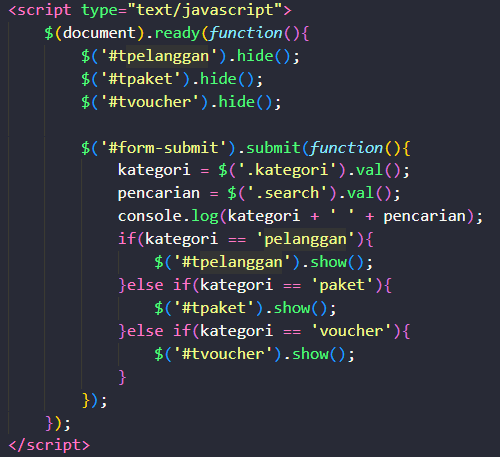 <script type="text/javascript">
$(document).ready(function(){
$('#tpelanggan').hide();
$('#tpaket').hide();
$('#tvoucher').hide();
$('#form-submit').submit(function(){
kategori = $('.kategori').val();
pencarian = $('.search').val();
console.log(kategori + ' ' + pencarian);
if(kategori == 'pelanggan'){
$('#tpelanggan').show();
}else if(kategori == 'paket'){
$('#tpaket').show();
}else if(kategori == 'voucher'){
$('#tvoucher').show();
}
});
});
</script>